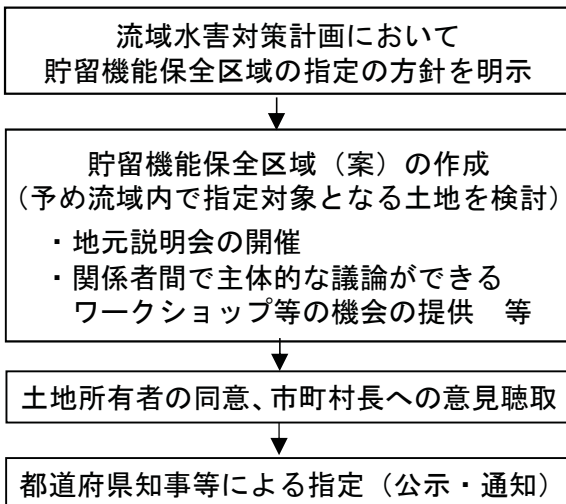 流域水害対策計画において
貯留機能保全区域の指定の方針を明示
貯留機能保全区域（案）の作成
（予め流域内で指定対象となる土地を検討）
・地元説明会の開催
・関係者間で主体的な議論ができる
ワークショップ等の機会の提供　等
土地所有者の同意、市町村長への意見聴取
都道府県知事等による指定（公示・通知）